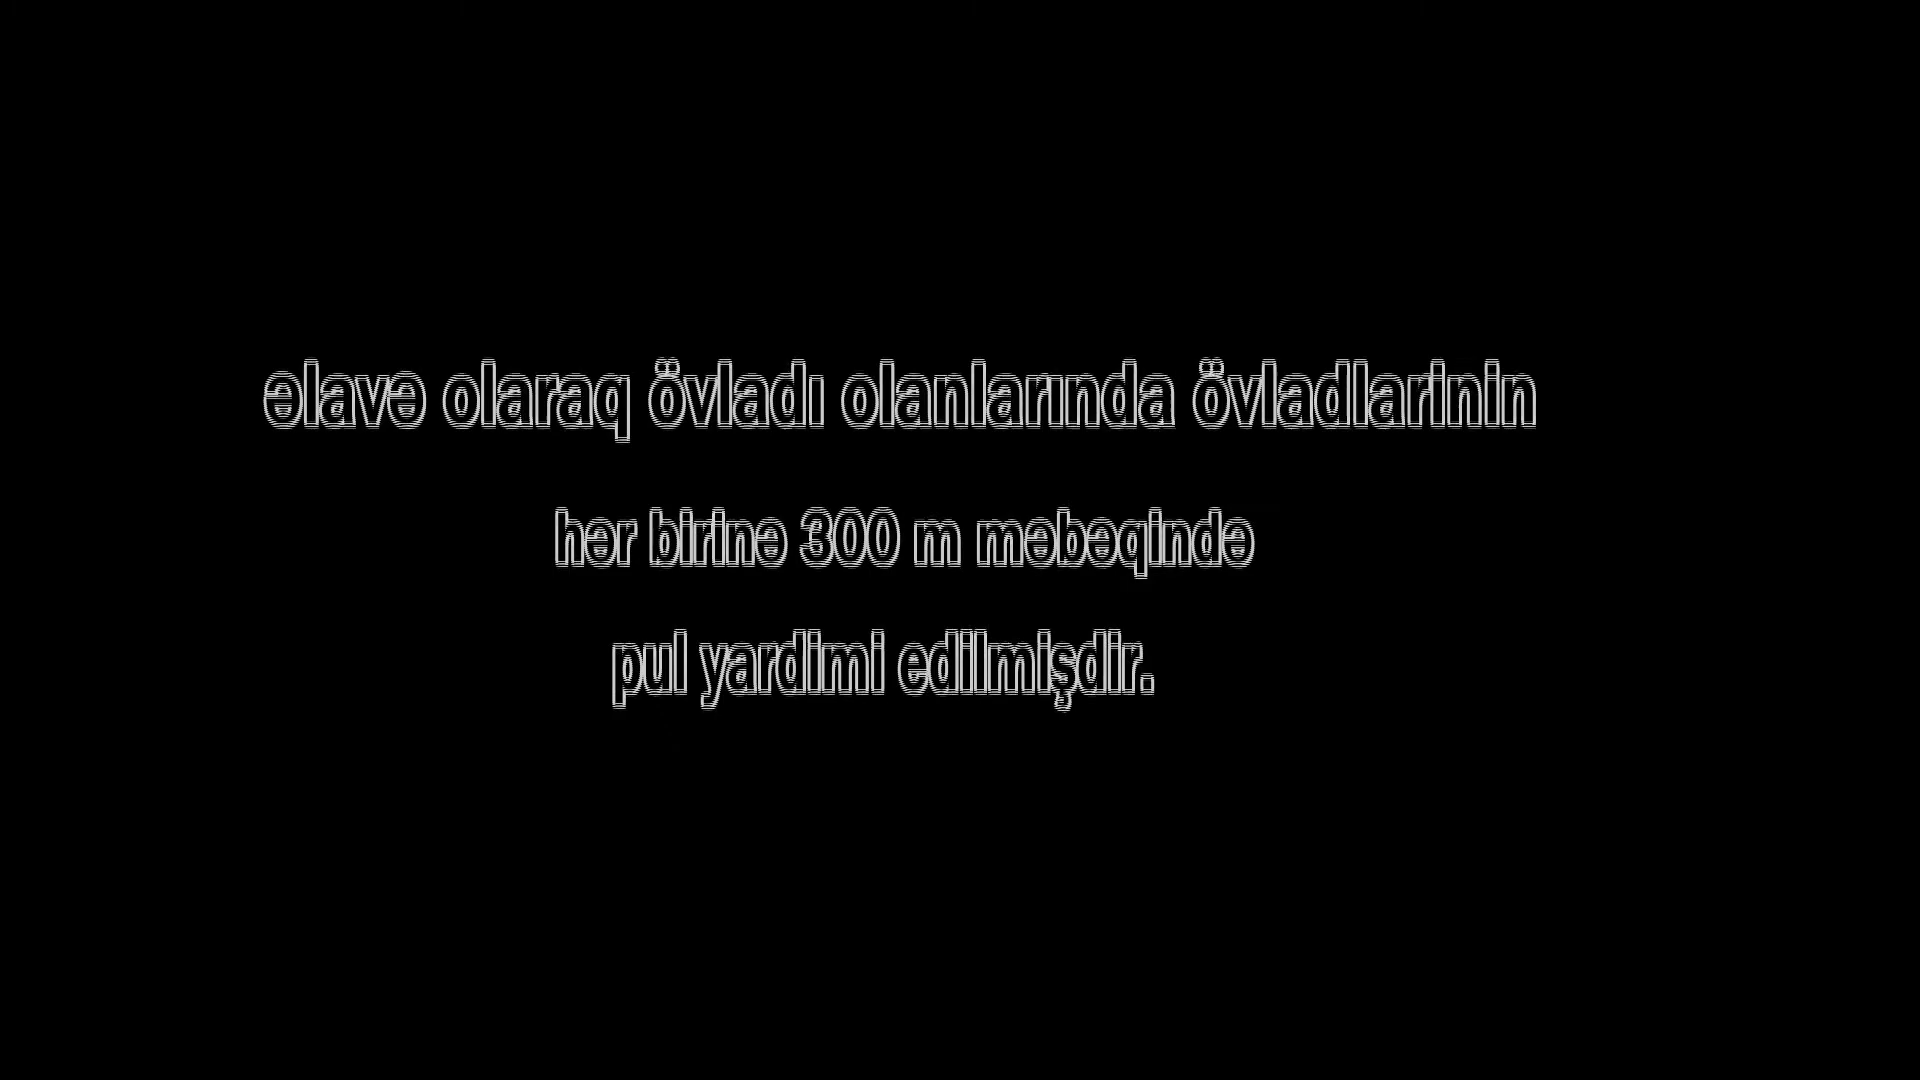 əlavə olaraq övladı olanlarında övladlarinin
hər birinə 300 m məbəqində
pul yardimi edilmişdir.